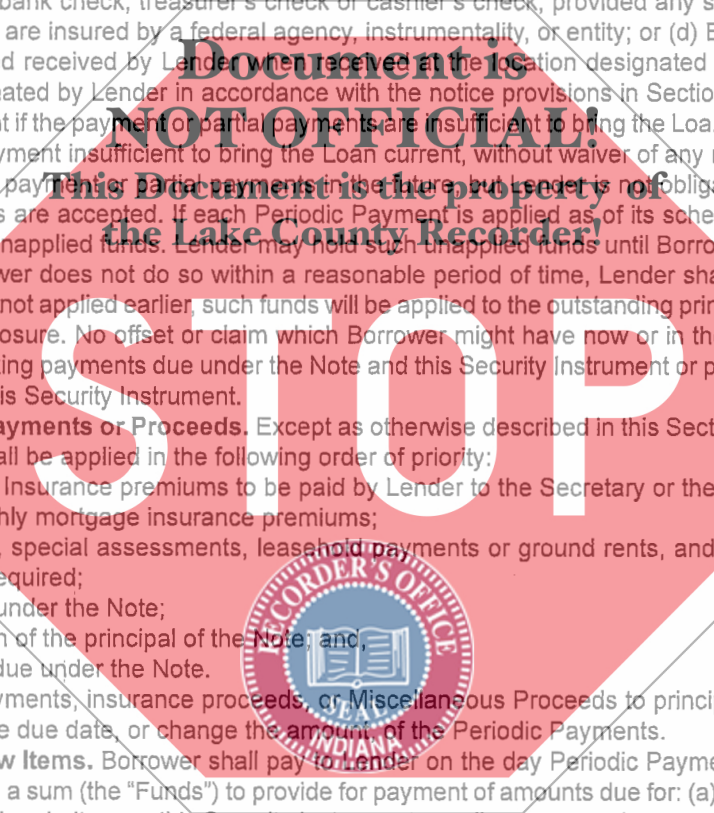 bank check, treasurer's check or cashier's check, provided any s
are insured by a federal agency, instrumentality, or entity; or (d) E
Document is
d received by Lender when received at the location designated
ated by Lender in accordance with the notice provisions in Sectio
NOT OFFICIAL!
t if the payment or partial payments are insufficient to bring the Loa
yment insufficient to bring the Loan current, without waiver of any
This Document is the property of
payment or partial payments in the future, but Lender is not oblig
s are accepted. If each Periodic Payment is applied as of its sche
the Lake County Recorder!
napplied funds. Lender may hold such unapplied funds until Borro
wer does not do so within a reasonable period of time, Lender sha
not applied earlier, such funds will be applied to the outstanding prin
STOP
osure. No offset or claim which Borrower might have now or in th
king payments due under the Note and this Security Instrument or p
is Security Instrument.
ayments or Proceeds. Except as otherwise described in this Sect
all be applied in the following order of priority:
Insurance premiums to be paid by Lender to the Secretary or the
hly mortgage insurance premiums;
, special assessments, leasehold payments or ground rents, and
equired;
under the Note;
n of the principal of the Note; and,
due under the Note.
RECORDER'S OFFICE
SEAL
INDIANA
yments, insurance proceeds, or Miscellaneous Proceeds to princi
e due date, or change the amount of the Periodic Payments.
w Items. Borrower shall pay to Lender on the day Periodic Payme
a sum (the "Funds") to provide for payment of amounts due for: (a)